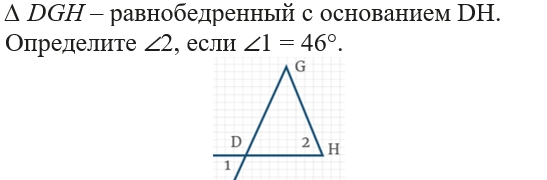 Δ DGH – равнобедренный с основанием DH.
Определите ∠2, если ∠1 = 46°.
G
D 2 H
1